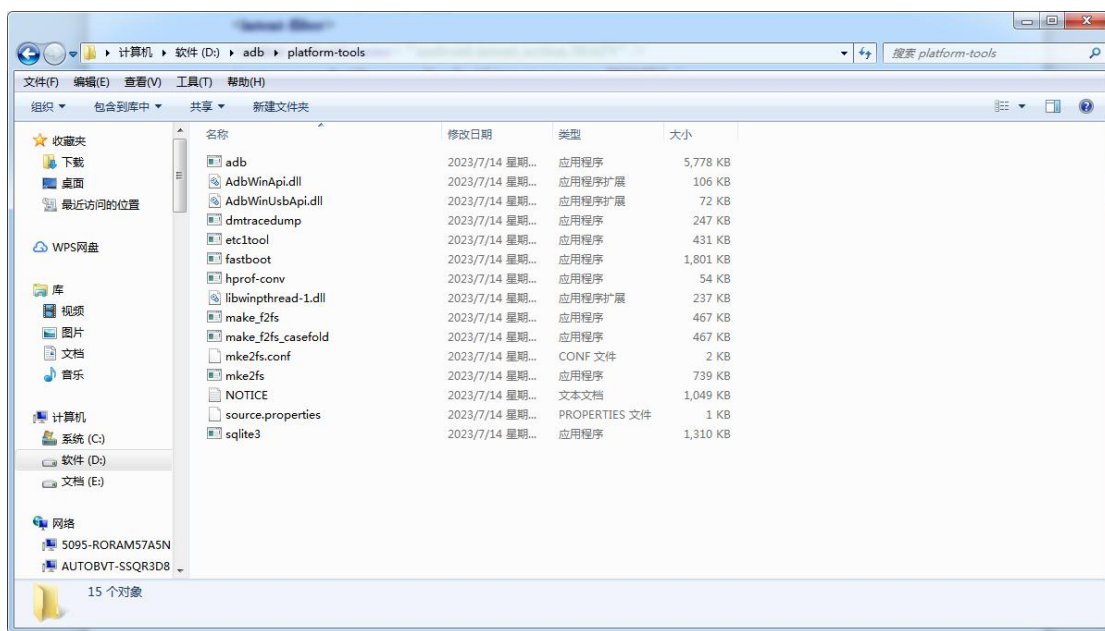 计算机 ▸ 软件 (D:) ▸ adb ▸ platform-tools
搜索 platform-tools
文件(F) 编辑(E) 查看(V) 工具(T) 帮助(H)
组织 包含到库中 共享 新建文件夹
收藏夹
下载
桌面
最近访问的位置
WPS网盘
库
视频
图片
文档
音乐
计算机
系统 (C:)
软件 (D:)
文档 (E:)
网络
5095-RORAM57A5N
AUTOBVT-SSQR3D8
名称 修改日期 类型 大小
adb 2023/7/14 星期... 应用程序 5,778 KB
AdbWinApi.dll 2023/7/14 星期... 应用程序扩展 106 KB
AdbWinUsbApi.dll 2023/7/14 星期... 应用程序扩展 72 KB
dmtracedump 2023/7/14 星期... 应用程序 247 KB
etc1tool 2023/7/14 星期... 应用程序 431 KB
fastboot 2023/7/14 星期... 应用程序 1,801 KB
hprof-conv 2023/7/14 星期... 应用程序 54 KB
libwinpthread-1.dll 2023/7/14 星期... 应用程序扩展 237 KB
make_f2fs 2023/7/14 星期... 应用程序 467 KB
make_f2fs_casefold 2023/7/14 星期... 应用程序 467 KB
mke2fs.conf 2023/7/14 星期... CONF 文件 2 KB
mke2fs 2023/7/14 星期... 应用程序 739 KB
NOTICE 2023/7/14 星期... 文本文档 1,049 KB
source.properties 2023/7/14 星期... PROPERTIES 文件 1 KB
sqlite3 2023/7/14 星期... 应用程序 1,310 KB
15 个对象